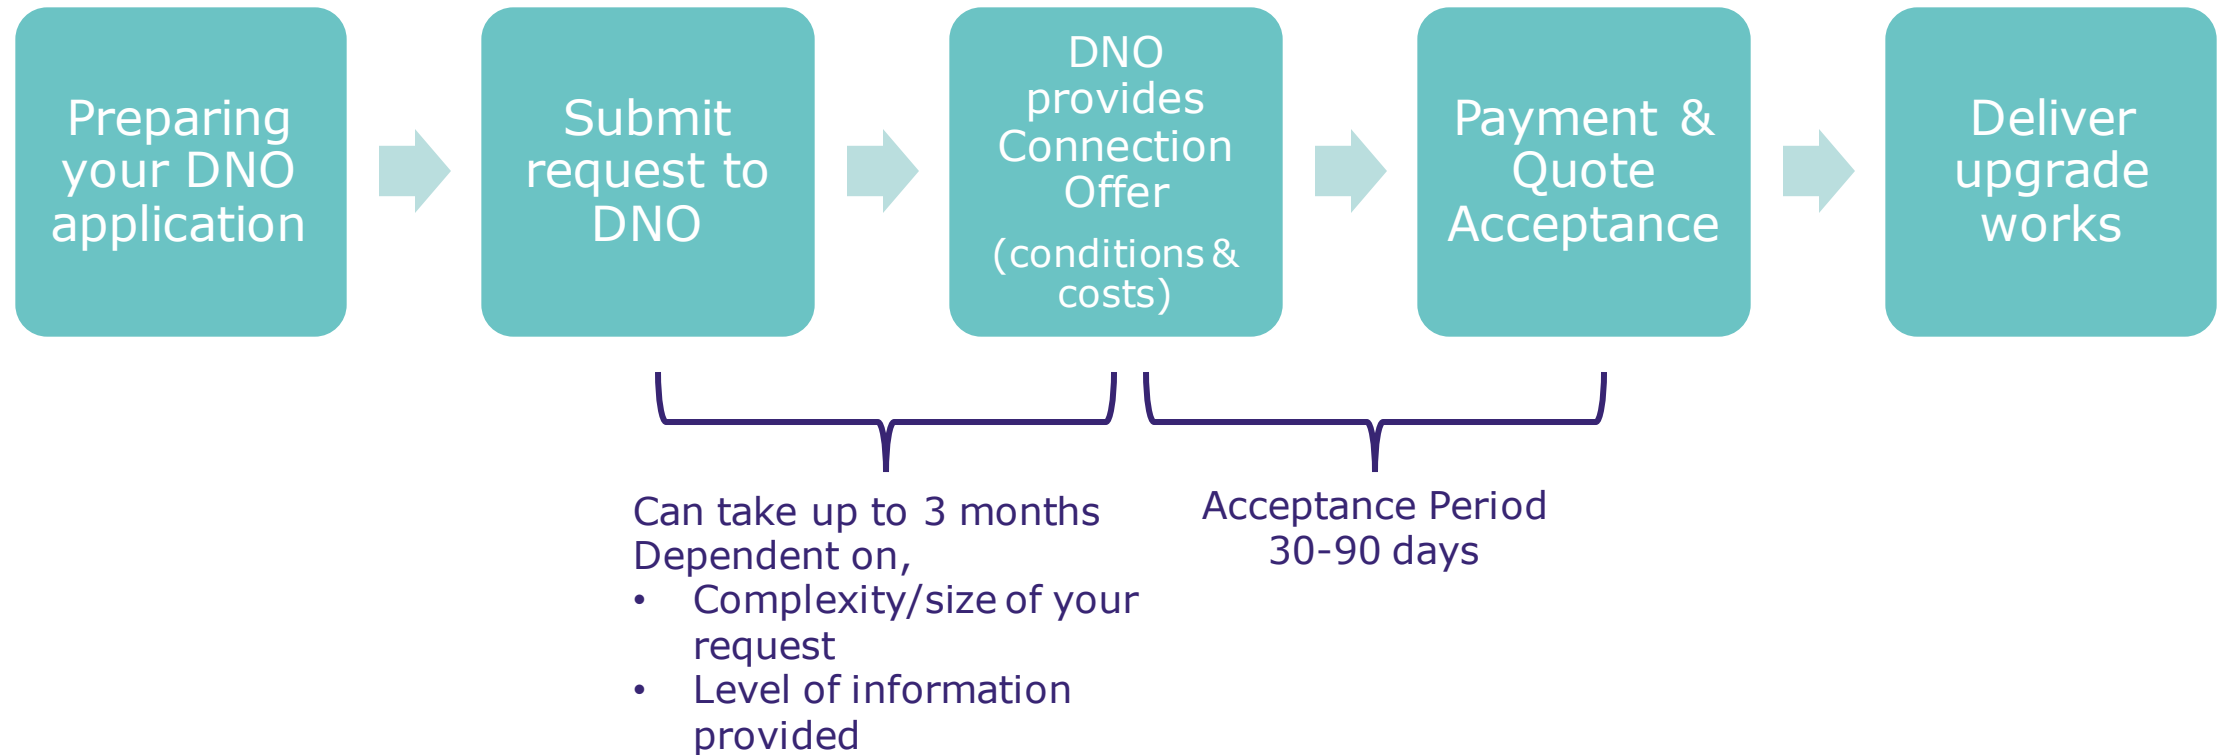 Preparing
your DNO
application
Submit
request to
DNO
DNO
provides
Connection
Offer
(conditions &
costs)
Payment &
Quote
Acceptance
Deliver
upgrade
works
Can take up to 3 months
Dependent on,
• Complexity/size of your
request
• Level of information
provided
Acceptance Period
30-90 days